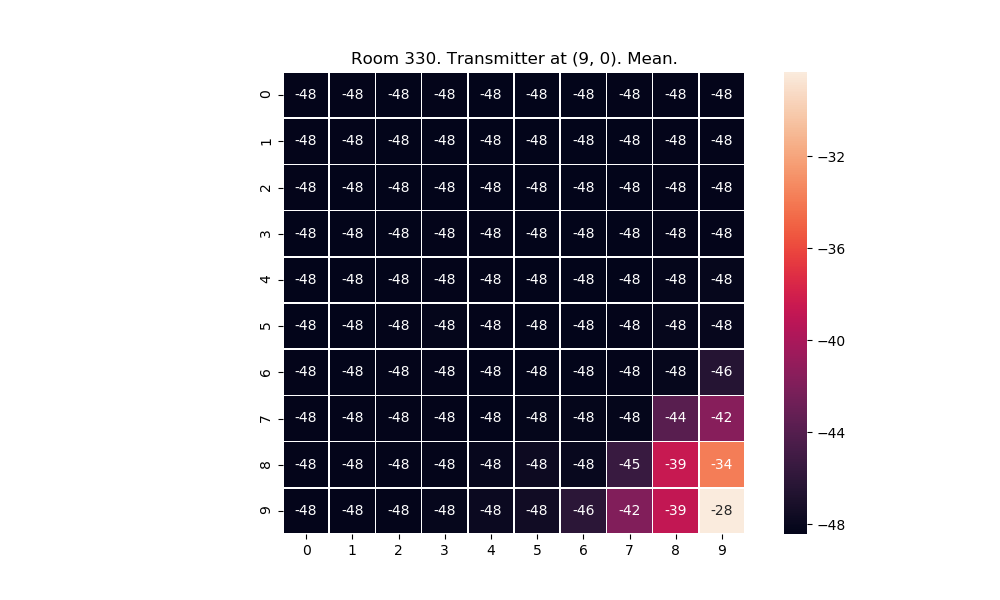 Room 330. Transmitter at (9, 0). Mean.
0 -48 -48 -48 -48 -48 -48 -48 -48 -48 -48
1 -48 -48 -48 -48 -48 -48 -48 -48 -48 -48
2 -48 -48 -48 -48 -48 -48 -48 -48 -48 -48
3 -48 -48 -48 -48 -48 -48 -48 -48 -48 -48
4 -48 -48 -48 -48 -48 -48 -48 -48 -48 -48
5 -48 -48 -48 -48 -48 -48 -48 -48 -48 -48
6 -48 -48 -48 -48 -48 -48 -48 -48 -48 -46
7 -48 -48 -48 -48 -48 -48 -48 -48 -44 -42
8 -48 -48 -48 -48 -48 -48 -48 -45 -39 -34
9 -48 -48 -48 -48 -48 -48 -46 -42 -39 -28
0 1 2 3 4 5 6 7 8 9
−32
−36
−40
−44
−48